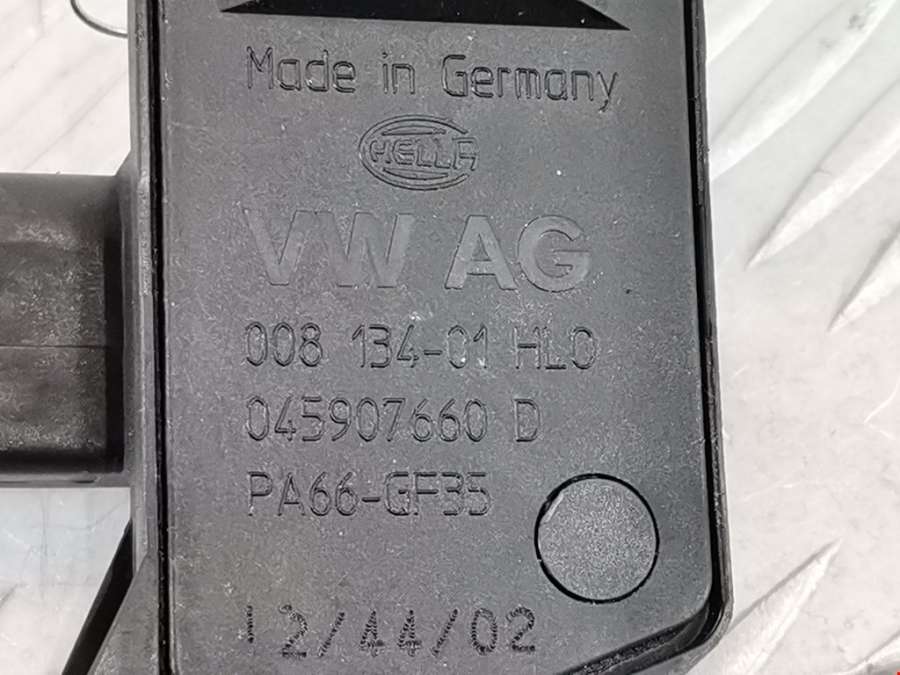 Made in Germany
HELLA
VW AG
008 134-01 HLO
045907660 D
PA66-GF35
12/44/02